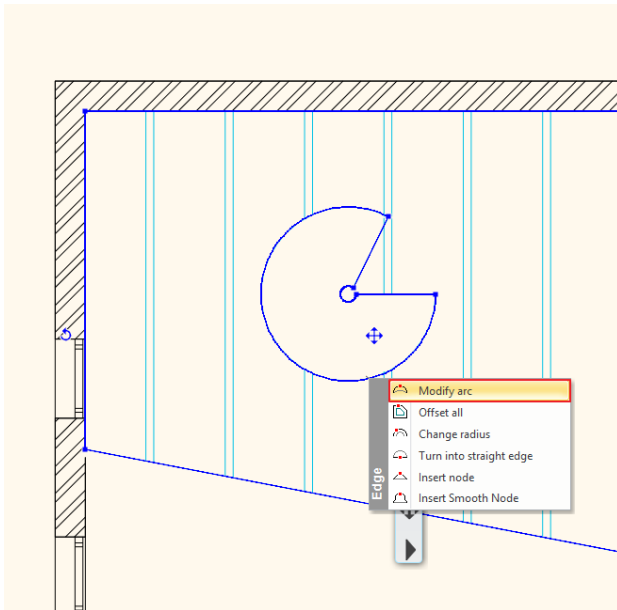 Edge
Modify arc
Offset all
Change radius
Turn into straight edge
Insert node
Insert Smooth Node